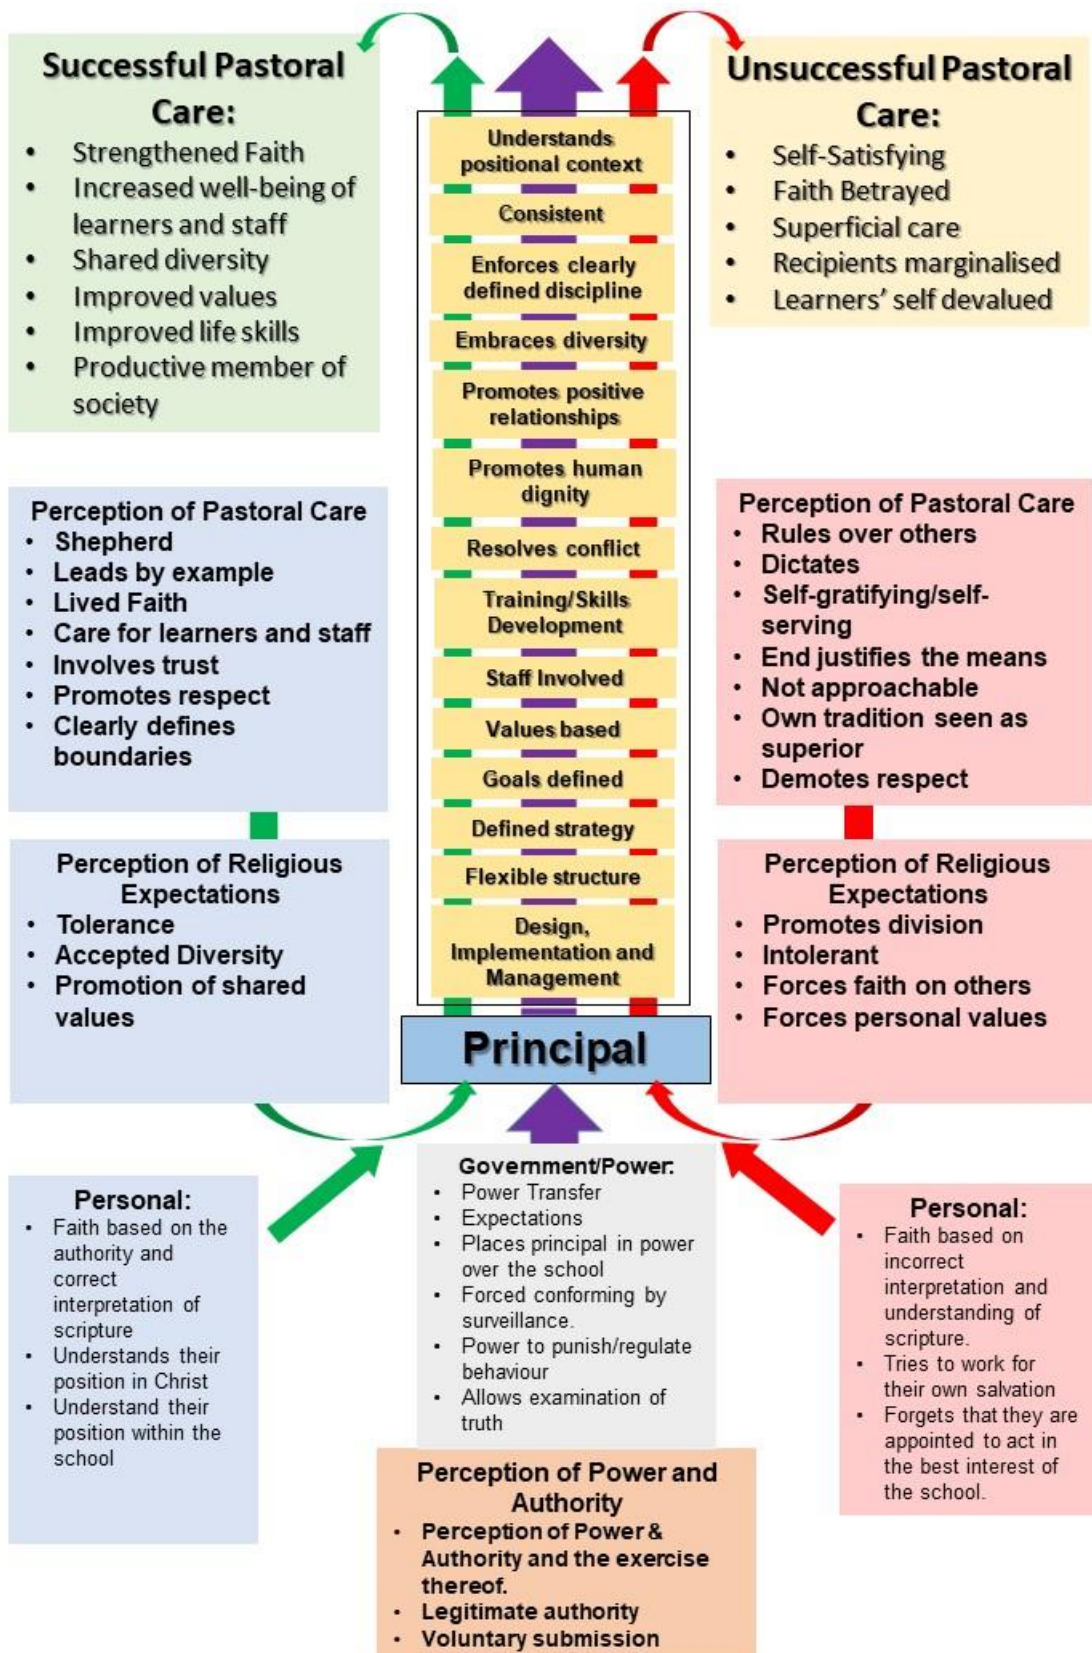 Successful Pastoral
Care:
• Strengthened Faith
• Increased well-being of
learners and staff
• Shared diversity
• Improved values
• Improved life skills
• Productive member of
society
Understands
positional context
Consistent
Enforces clearly
defined discipline
Embraces diversity
Promotes positive
relationships
Promotes human
dignity
Resolves conflict
Training/Skills
Development
Staff Involved
Values based
Goals defined
Defined strategy
Flexible structure
Design,
Implementation and
Management
Principal
Unsuccessful Pastoral
Care:
• Self-Satisfying
• Faith Betrayed
• Superficial care
• Recipients marginalised
• Learners’ self devalued
Perception of Pastoral Care
• Shepherd
• Leads by example
• Lived Faith
• Care for learners and staff
• Involves trust
• Promotes respect
• Clearly defines
boundaries
Perception of Pastoral Care
• Rules over others
• Dictates
• Self-gratifying/self-
serving
• End justifies the means
• Not approachable
• Own tradition seen as
superior
• Demotes respect
Perception of Religious
Expectations
• Tolerance
• Accepted Diversity
• Promotion of shared
values
Perception of Religious
Expectations
• Promotes division
• Intolerant
• Forces faith on others
• Forces personal values
Personal:
• Faith based on the
authority and
correct
interpretation of
scripture
• Understands their
position in Christ
• Understand their
position within the
school
Government/Power:
• Power Transfer
• Expectations
• Places principal in power
over the school
• Forced conforming by
surveillance.
• Power to punish/regulate
behaviour
• Allows examination of
truth
Personal:
• Faith based on
incorrect
interpretation and
understanding of
scripture.
• Tries to work for
their own salvation
• Forgets that they are
appointed to act in
the best interest of
the school.
Perception of Power and
Authority
• Perception of Power &
Authority and the exercise
thereof.
• Legitimate authority
• Voluntary submission